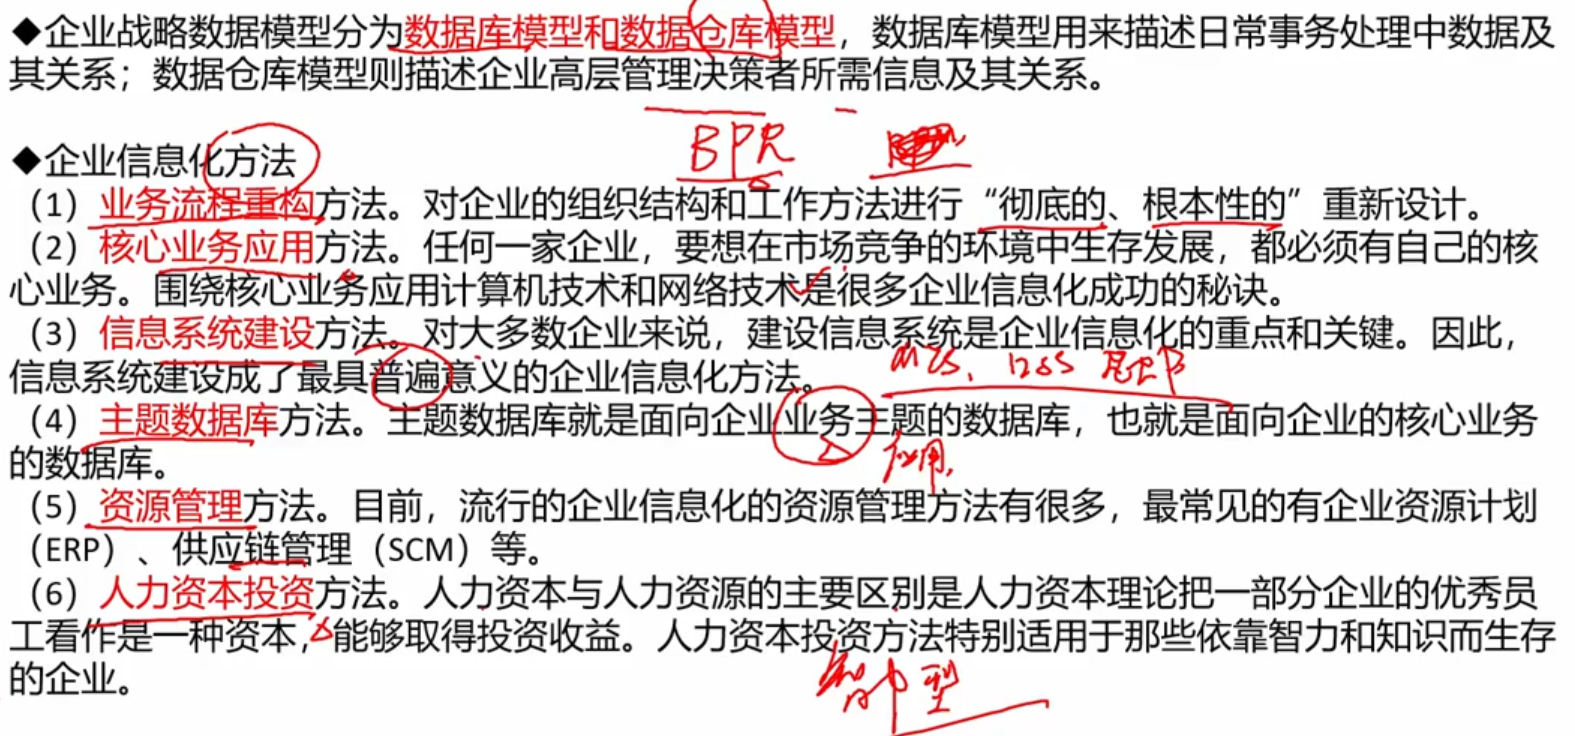 ◆企业战略数据模型分为数据库模型和数据仓库模型，数据库模型用来描述日常事务处理中数据及
其关系；数据仓库模型则描述企业高层管理决策者所需信息及其关系。
BPR
◆企业信息化方法
（1）业务流程重构方法。对企业的组织结构和工作方法进行“彻底的、根本性的”重新设计。
（2）核心业务应用方法。任何一家企业，要想在市场竞争的环境中生存发展，都必须有自己的核
心业务。围绕核心业务应用计算机技术和网络技术是很多企业信息化成功的秘诀。
（3）信息系统建设方法。对大多数企业来说，建设信息系统是企业信息化的重点和关键。因此，
信息系统建设成了最具普遍意义的企业信息化方法。
（4）主题数据库方法。主题数据库就是面向企业业务主题的数据库，也就是面向企业的核心业务
的数据库。
应用
（5）资源管理方法。目前，流行的企业信息化的资源管理方法有很多，最常见的有企业资源计划
（ERP）、供应链管理（SCM）等。
（6）人力资本投资方法。人力资本与人力资源的主要区别是人力资本理论把一部分企业的优秀员
工看作是一种资本，能够取得投资收益。人力资本投资方法特别适用于那些依靠智力和知识而生存
的企业。